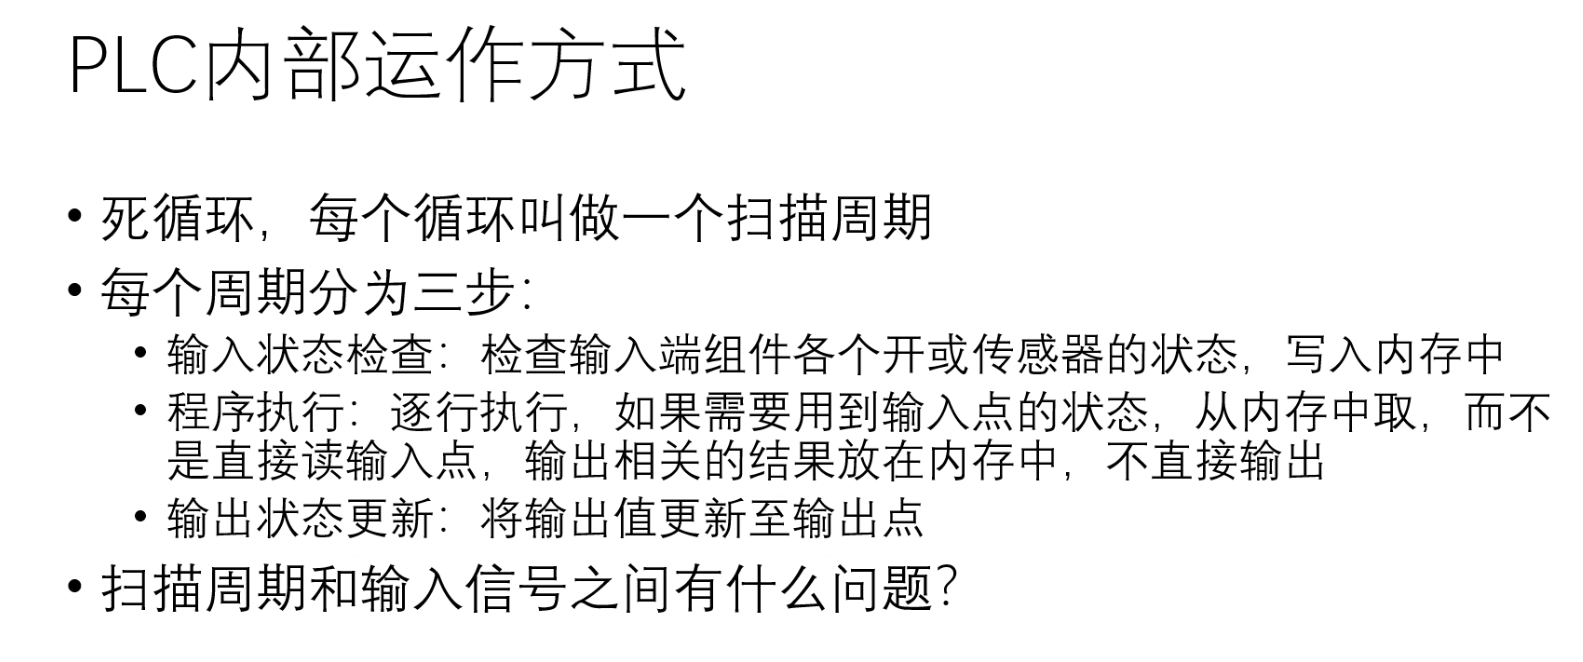 PLC内部运作方式
• 死循环，每个循环叫做一个扫描周期
• 每个周期分为三步：
• 输入状态检查：检查输入端组件各个开或传感器的状态，写入内存中
• 程序执行：逐行执行，如果需要用到输入点的状态，从内存中取，而不
是直接读输入点，输出相关的结果放在内存中，不直接输出
• 输出状态更新：将输出值更新至输出点
• 扫描周期和输入信号之间有什么问题？